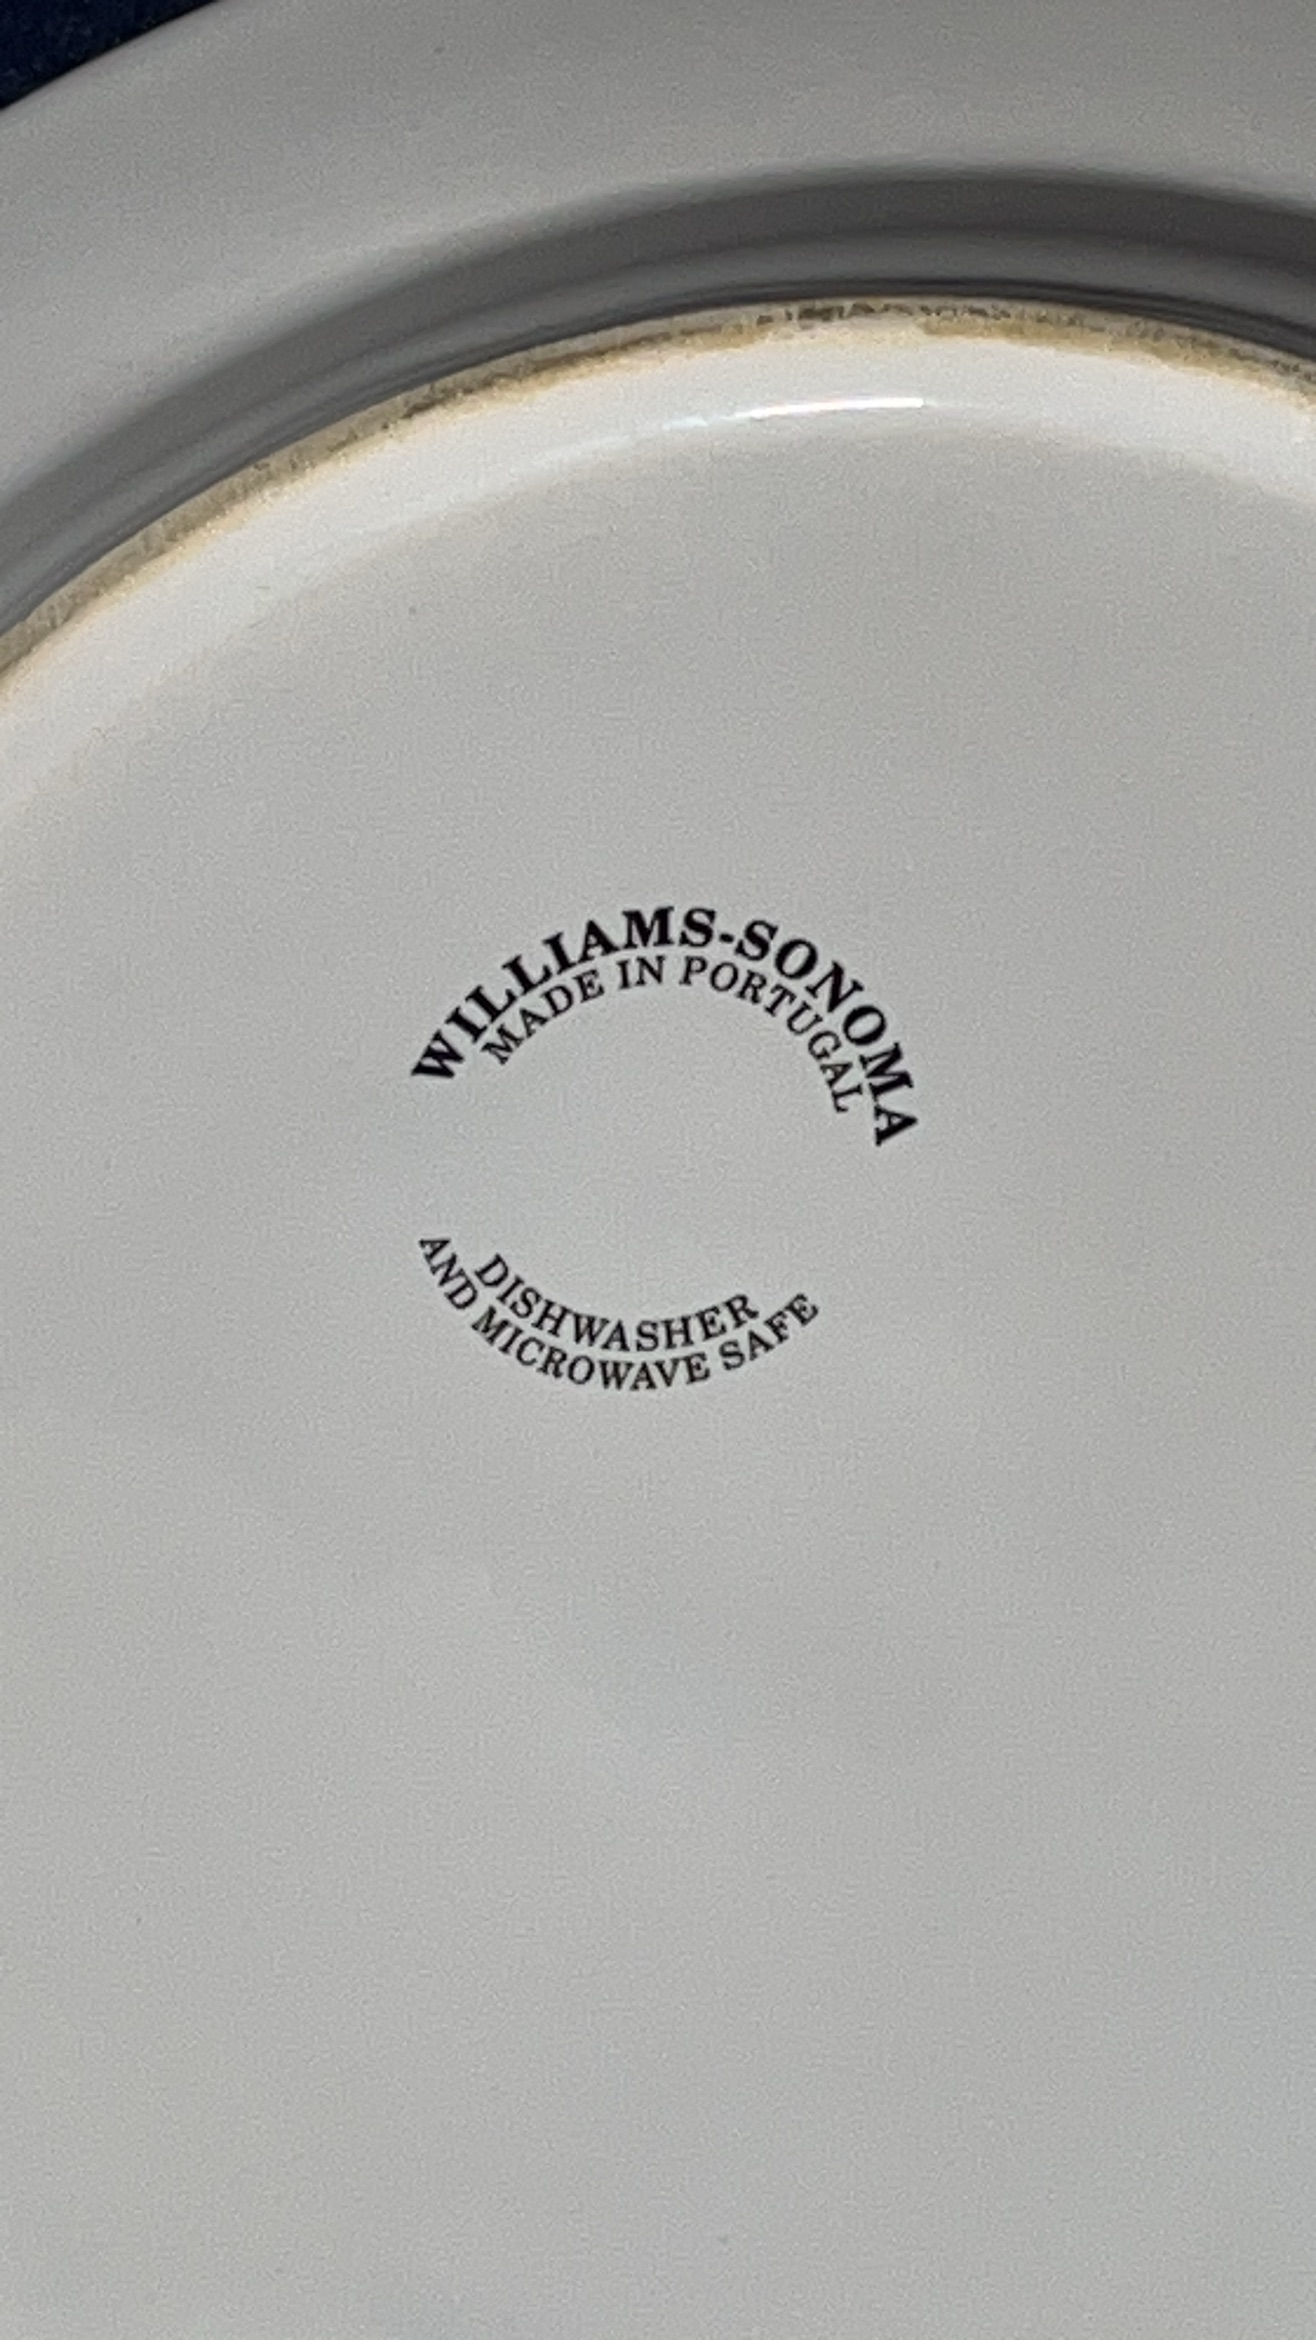 WILLIAMS-SONOMA
MADE IN PORTUGAL
DISHWASHER
AND MICROWAVE SAFE